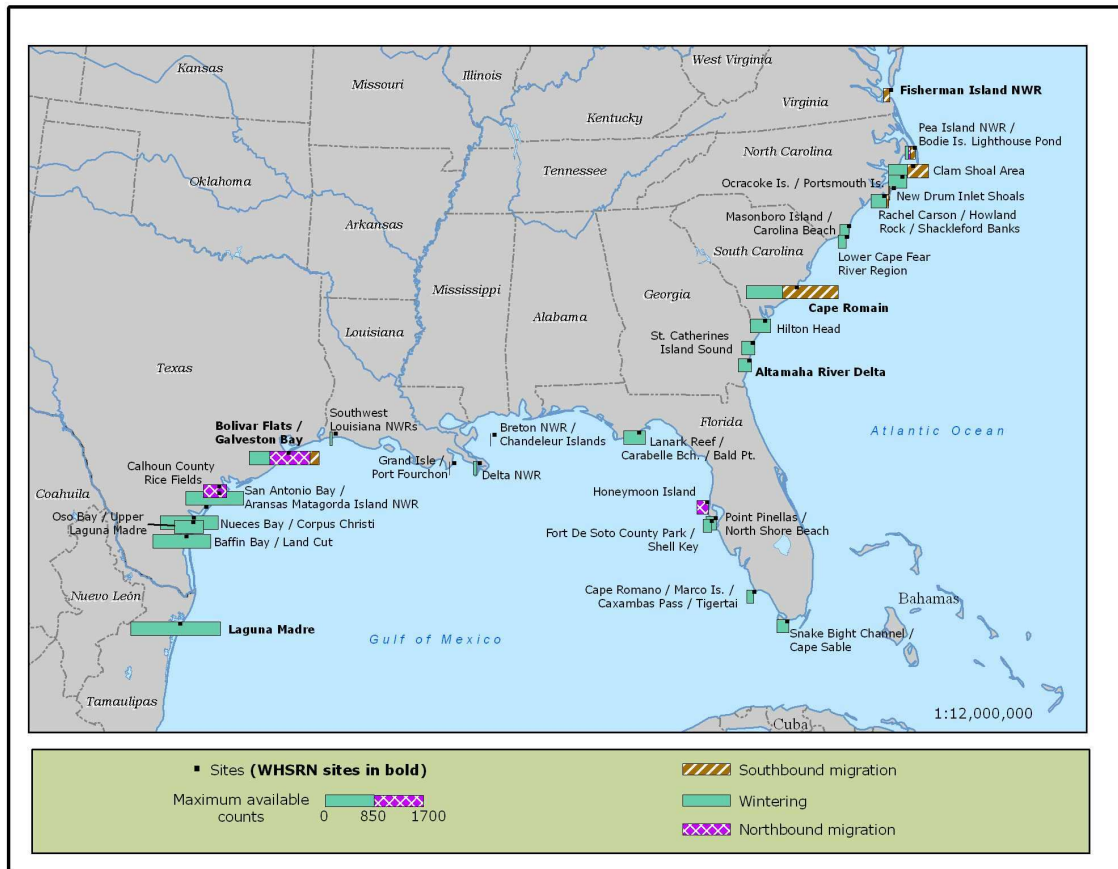 Kansas
Missouri
Illinois
West Virginia
Virginia
Kentucky
Fisherman Island NWR
Pea Island NWR /
Bodie Is. Lighthouse Pond
North Carolina
Clam Shoal Area
Oklahoma
Tennessee
Ocracoke Is. / Portsmouth Is.
New Drum Inlet Shoals
Arkansas
Masonboro Island /
Carolina Beach
Rachel Carson / Howland
Rock / Shackleford Banks
South Carolina
Lower Cape Fear
River Region
Mississippi
Alabama
Georgia
Cape Romain
Louisiana
Hilton Head
St. Catherines
Island Sound
Texas
Altamaha River Delta
Southwest
Louisiana NWRs
Bolivar Flats /
Galveston Bay
Breton NWR /
Chandeleur Islands
Florida
Atlantic Ocean
Lanark Reef /
Carabelle Bch. / Bald Pt.
Grand Isle /
Port Fourchon
Delta NWR
Calhoun County
Rice Fields
Coahuila
San Antonio Bay /
Aransas Matagorda Island NWR
Honeymoon Island
Oso Bay / Upper
Laguna Madre
Nueces Bay / Corpus Christi
Point Pinellas /
North Shore Beach
Fort De Soto County Park /
Shell Key
Baffin Bay / Land Cut
Nuevo León
Cape Romano / Marco Is. /
Caxambas Pass / Tigertai
Bahamas
Laguna Madre
Gulf of Mexico
Snake Bight Channel /
Cape Sable
Tamaulipas
Cuba
1:12,000,000
Sites (WHSRN sites in bold)
Maximum available
counts
0 850 1700
Southbound migration
Wintering
Northbound migration